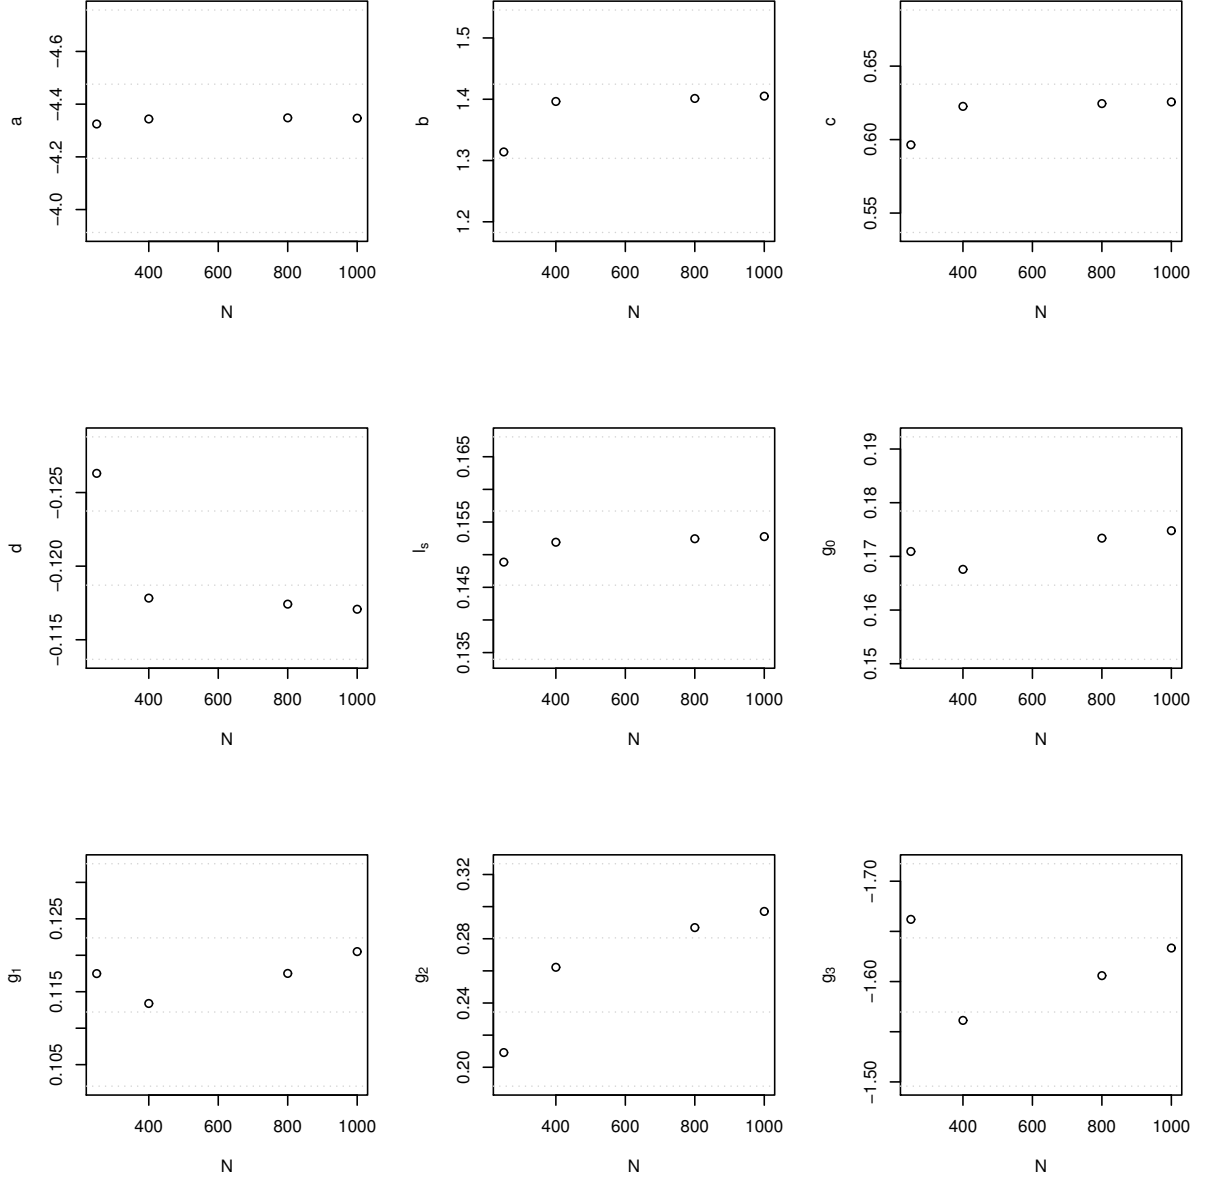 a
−4.6
−4.4
−4.2
−4.0
400 600 800 1000
N
b
1.5
1.4
1.3
1.2
400 600 800 1000
N
c
0.65
0.60
0.55
400 600 800 1000
N
d
−0.125
−0.120
−0.115
400 600 800 1000
N
lₛ
0.165
0.155
0.145
0.135
400 600 800 1000
N
g₀
0.19
0.18
0.17
0.16
0.15
400 600 800 1000
N
g₁
0.125
0.115
0.105
400 600 800 1000
N
g₂
0.32
0.28
0.24
0.20
400 600 800 1000
N
g₃
−1.70
−1.60
−1.50
400 600 800 1000
N